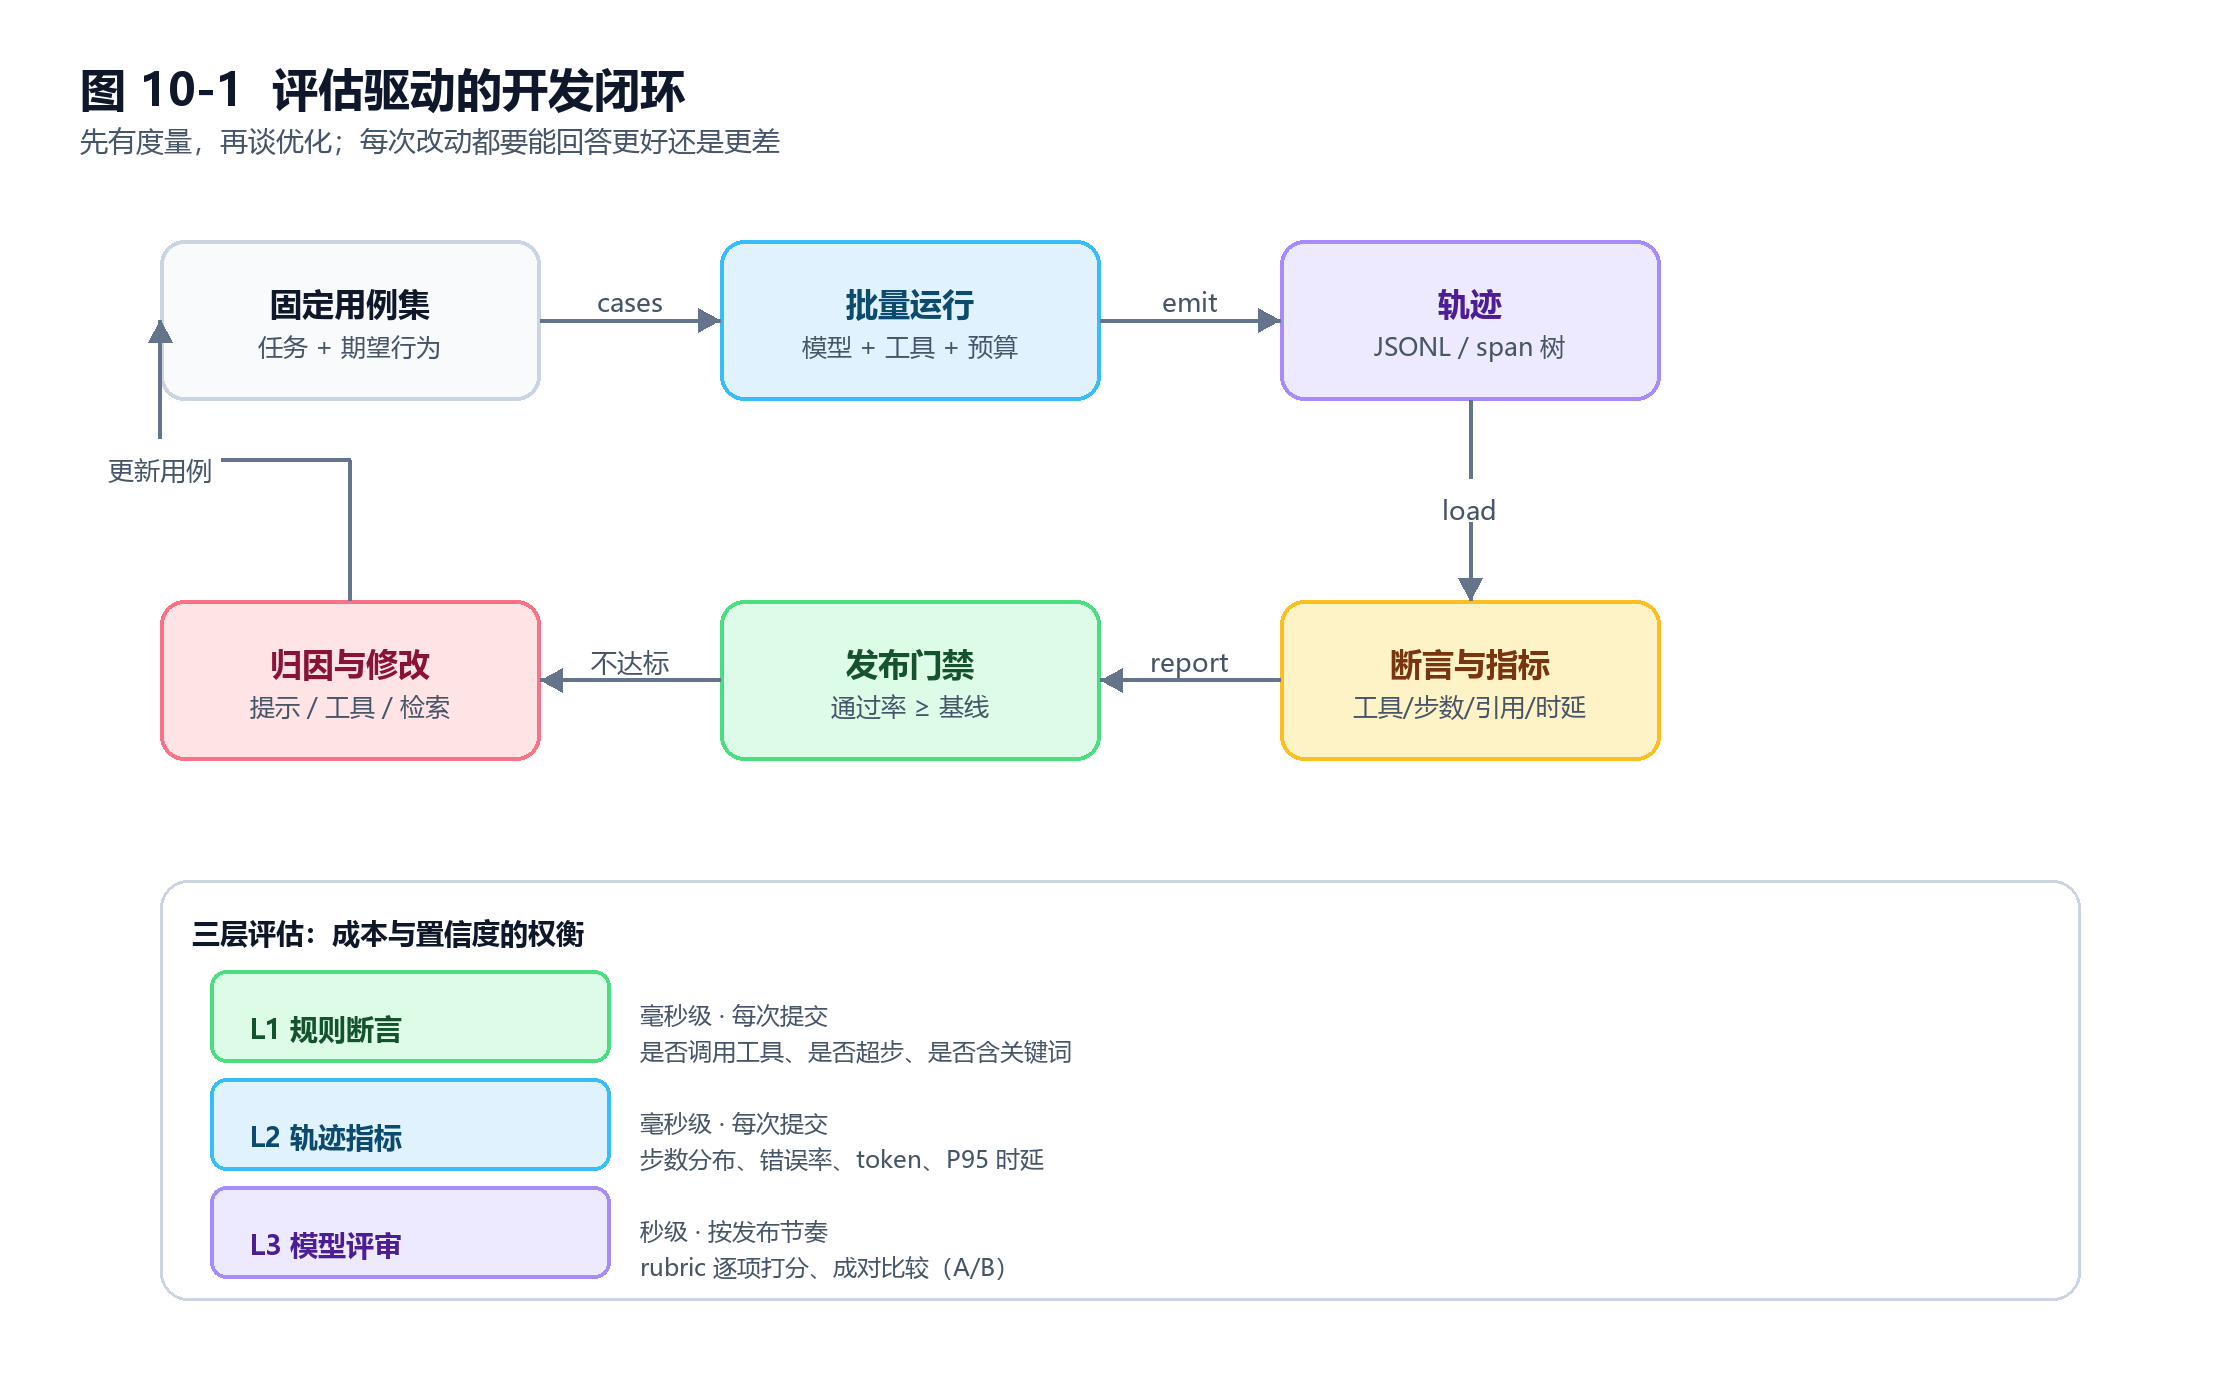 图 10-1 评估驱动的开发闭环
先有度量，再谈优化；每次改动都要能回答更好还是更差
固定用例集
任务 + 期望行为
cases
批量运行
模型 + 工具 + 预算
emit
轨迹
JSONL / span 树
更新用例
load
归因与修改
提示 / 工具 / 检索
不达标
发布门禁
通过率 ≥ 基线
report
断言与指标
工具/步数/引用/时延
三层评估：成本与置信度的权衡
L1 规则断言
毫秒级 · 每次提交
是否调用工具、是否超步、是否含关键词
L2 轨迹指标
毫秒级 · 每次提交
步数分布、错误率、token、P95 时延
L3 模型评审
秒级 · 按发布节奏
rubric 逐项打分、成对比较（A/B）